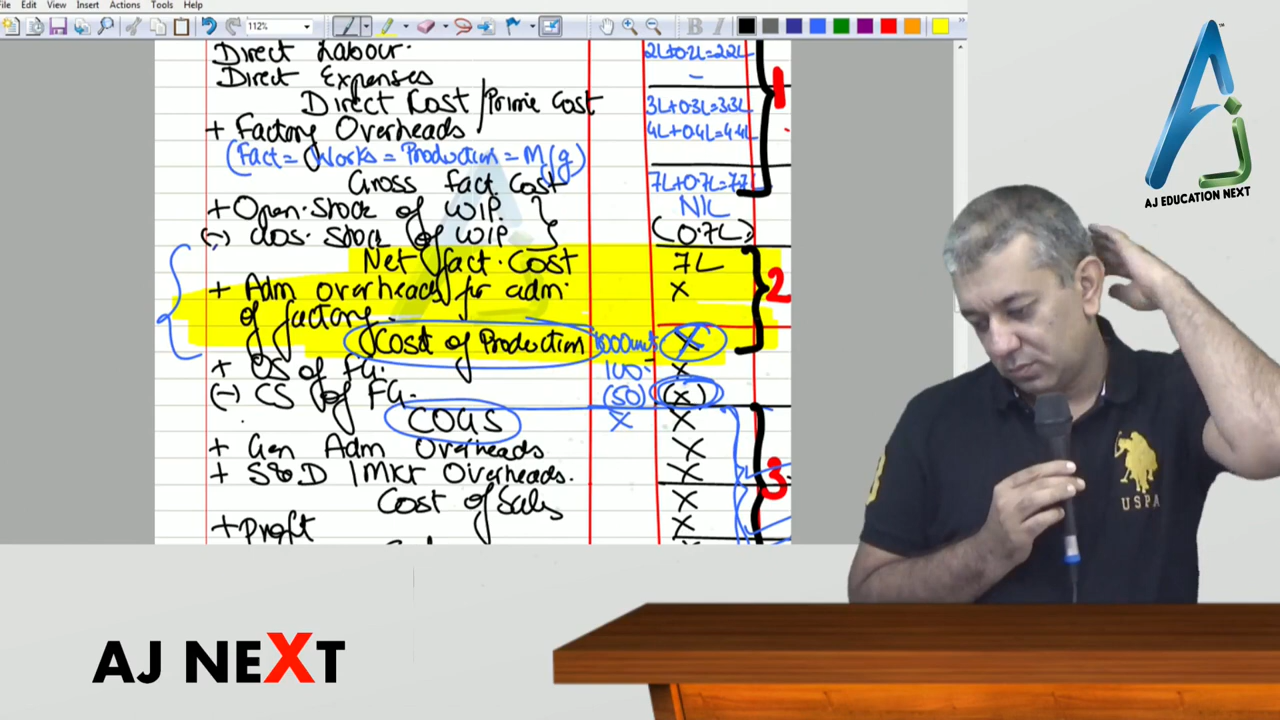 File Edit View Insert Actions Tools Help
112%
B I
Direct Labour. 2L+0.2L=2.2L
Direct Expenses -
Direct Cost / Prime Cost 3L+0.3L=3.3L
+ Factory Overheads 4L+0.4L=4.4L
(Fact = Works = Production = Mfg)
Gross fact. Cost 7L+0.7L=7.7L
+ Open. Stock of WIP. NIL
(-) Clos. Stock of WIP (0.7L)
Net fact. Cost 7L
+ Adm overheads for adm. X
of factory.
Cost of Production 1000unit X
+ OS of FG. 100 X
(-) CS of FG. (50) (X)
COGS X X
+ Gen Adm Overheads X
+ S&D / Mkt Overheads. X
Cost of Sales X
+ Profit X
1
2
3
AJ EDUCATION NEXT
USPA
AJ NEXT